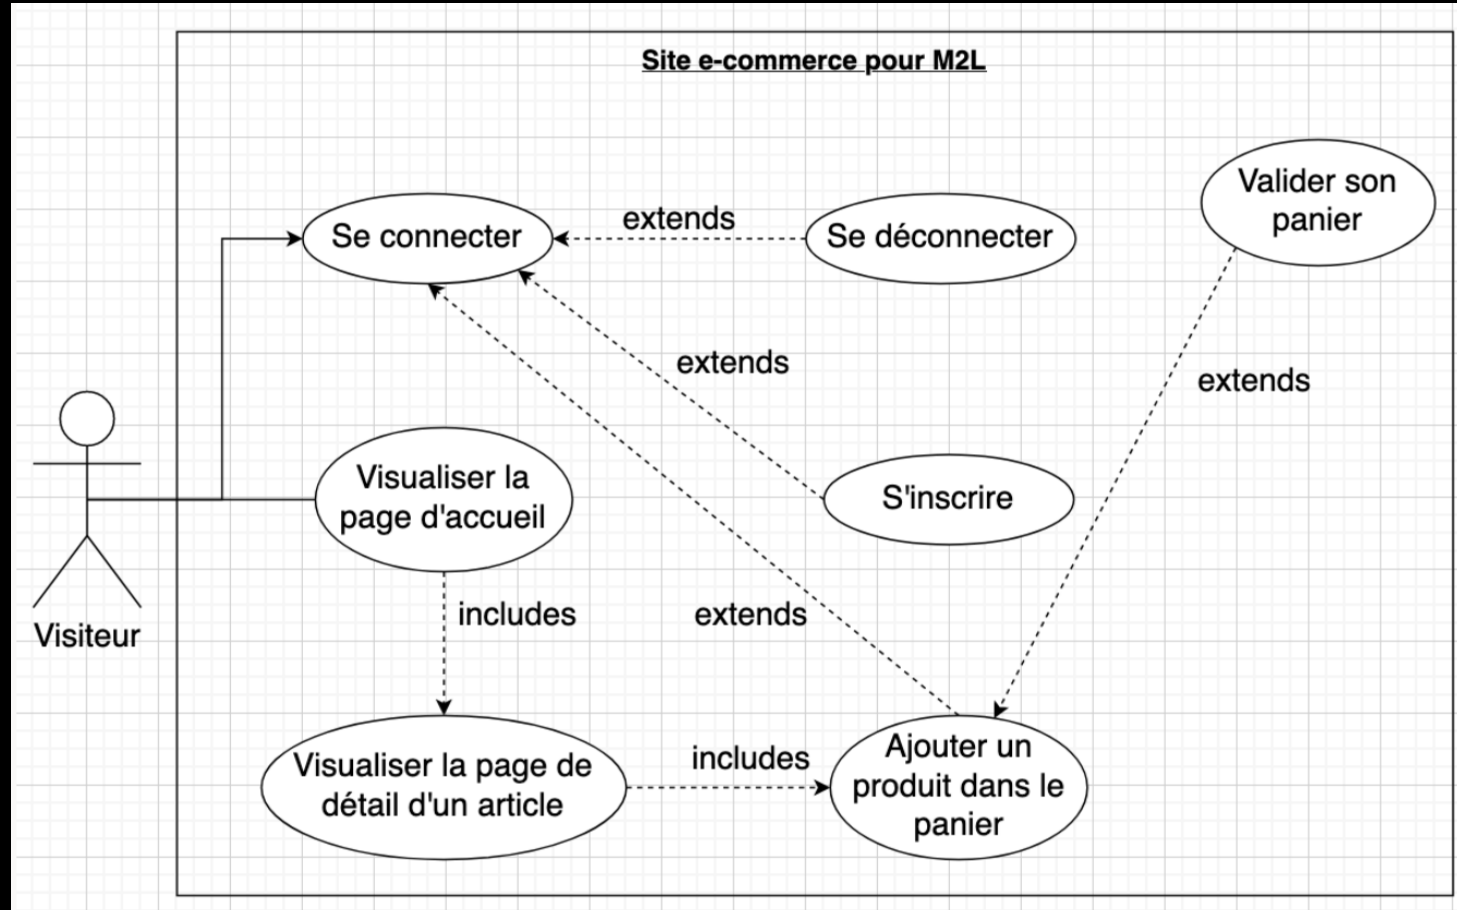 Site e-commerce pour M2L
Valider son
panier
Se connecter
extends
Se déconnecter
extends
extends
Visualiser la
page d'accueil
S'inscrire
Visiteur
includes
extends
Visualiser la page de
détail d'un article
includes
Ajouter un
produit dans le
panier